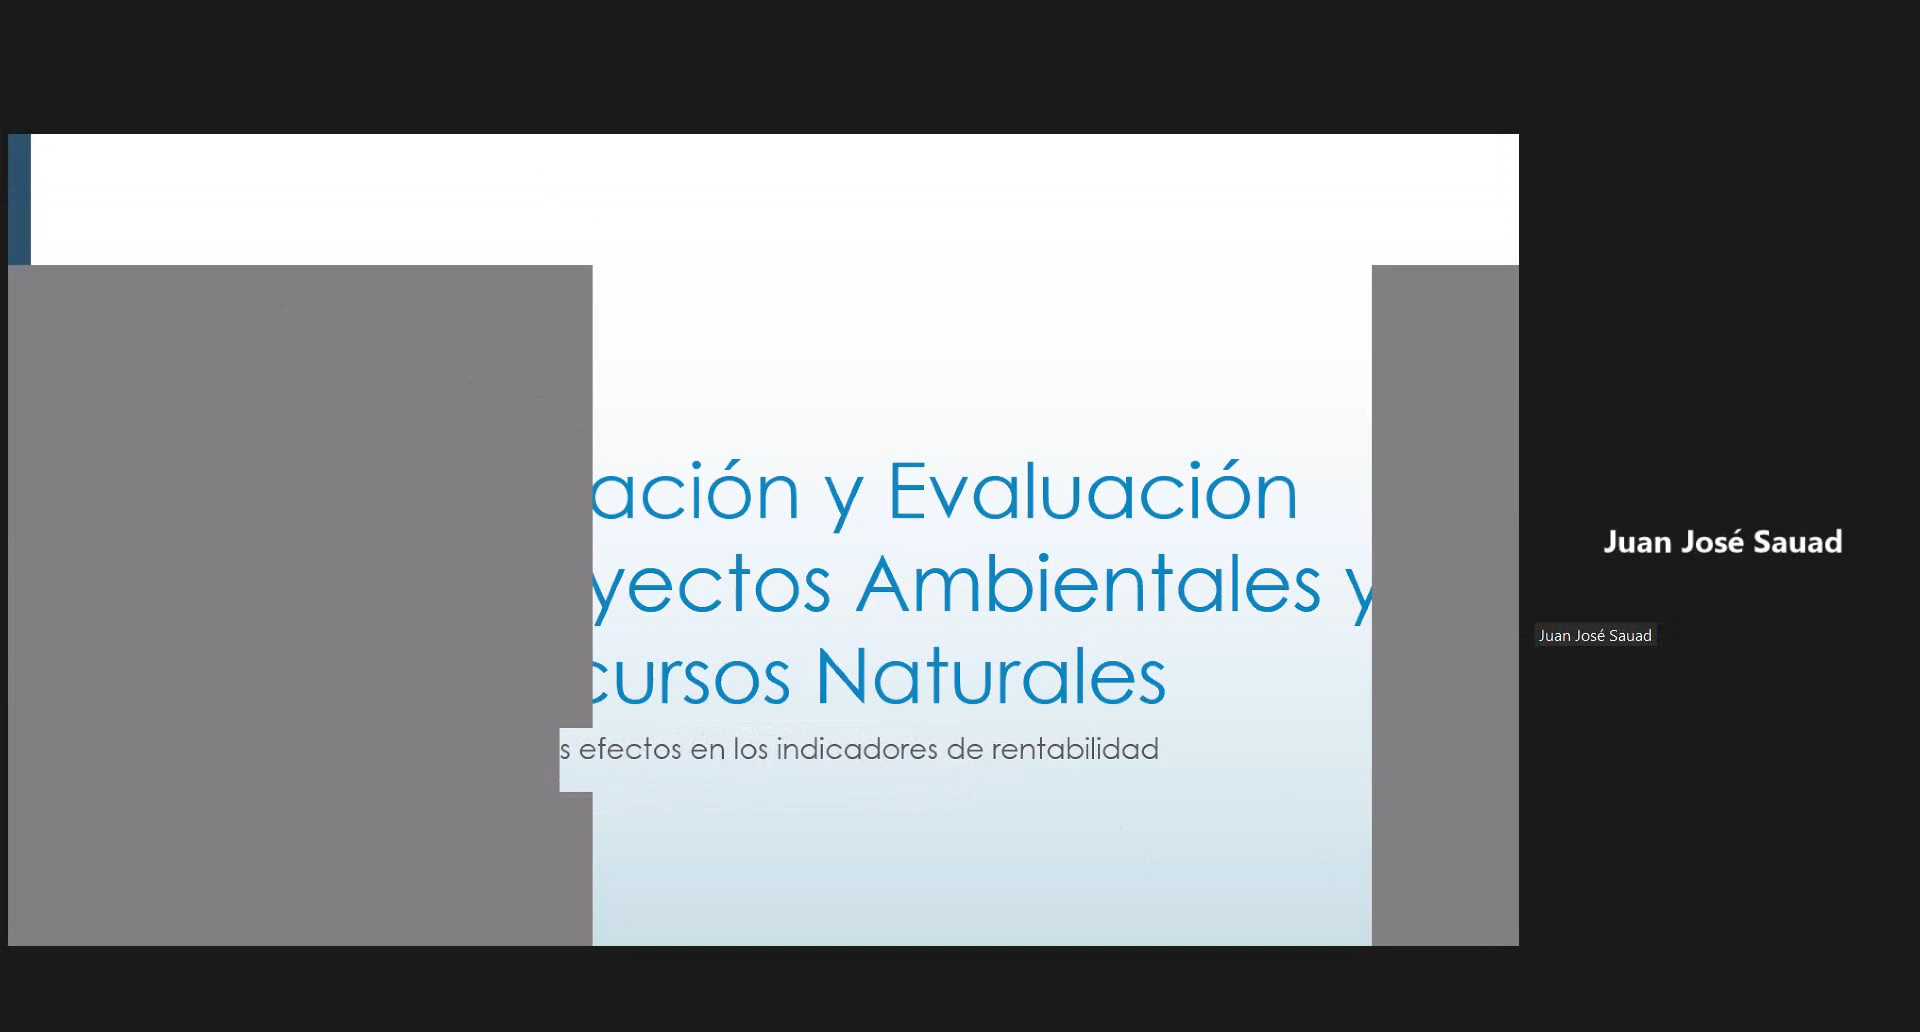 ación y Evaluación
yectos Ambientales y
cursos Naturales
s efectos en los indicadores de rentabilidad
Juan José Sauad
Juan José Sauad